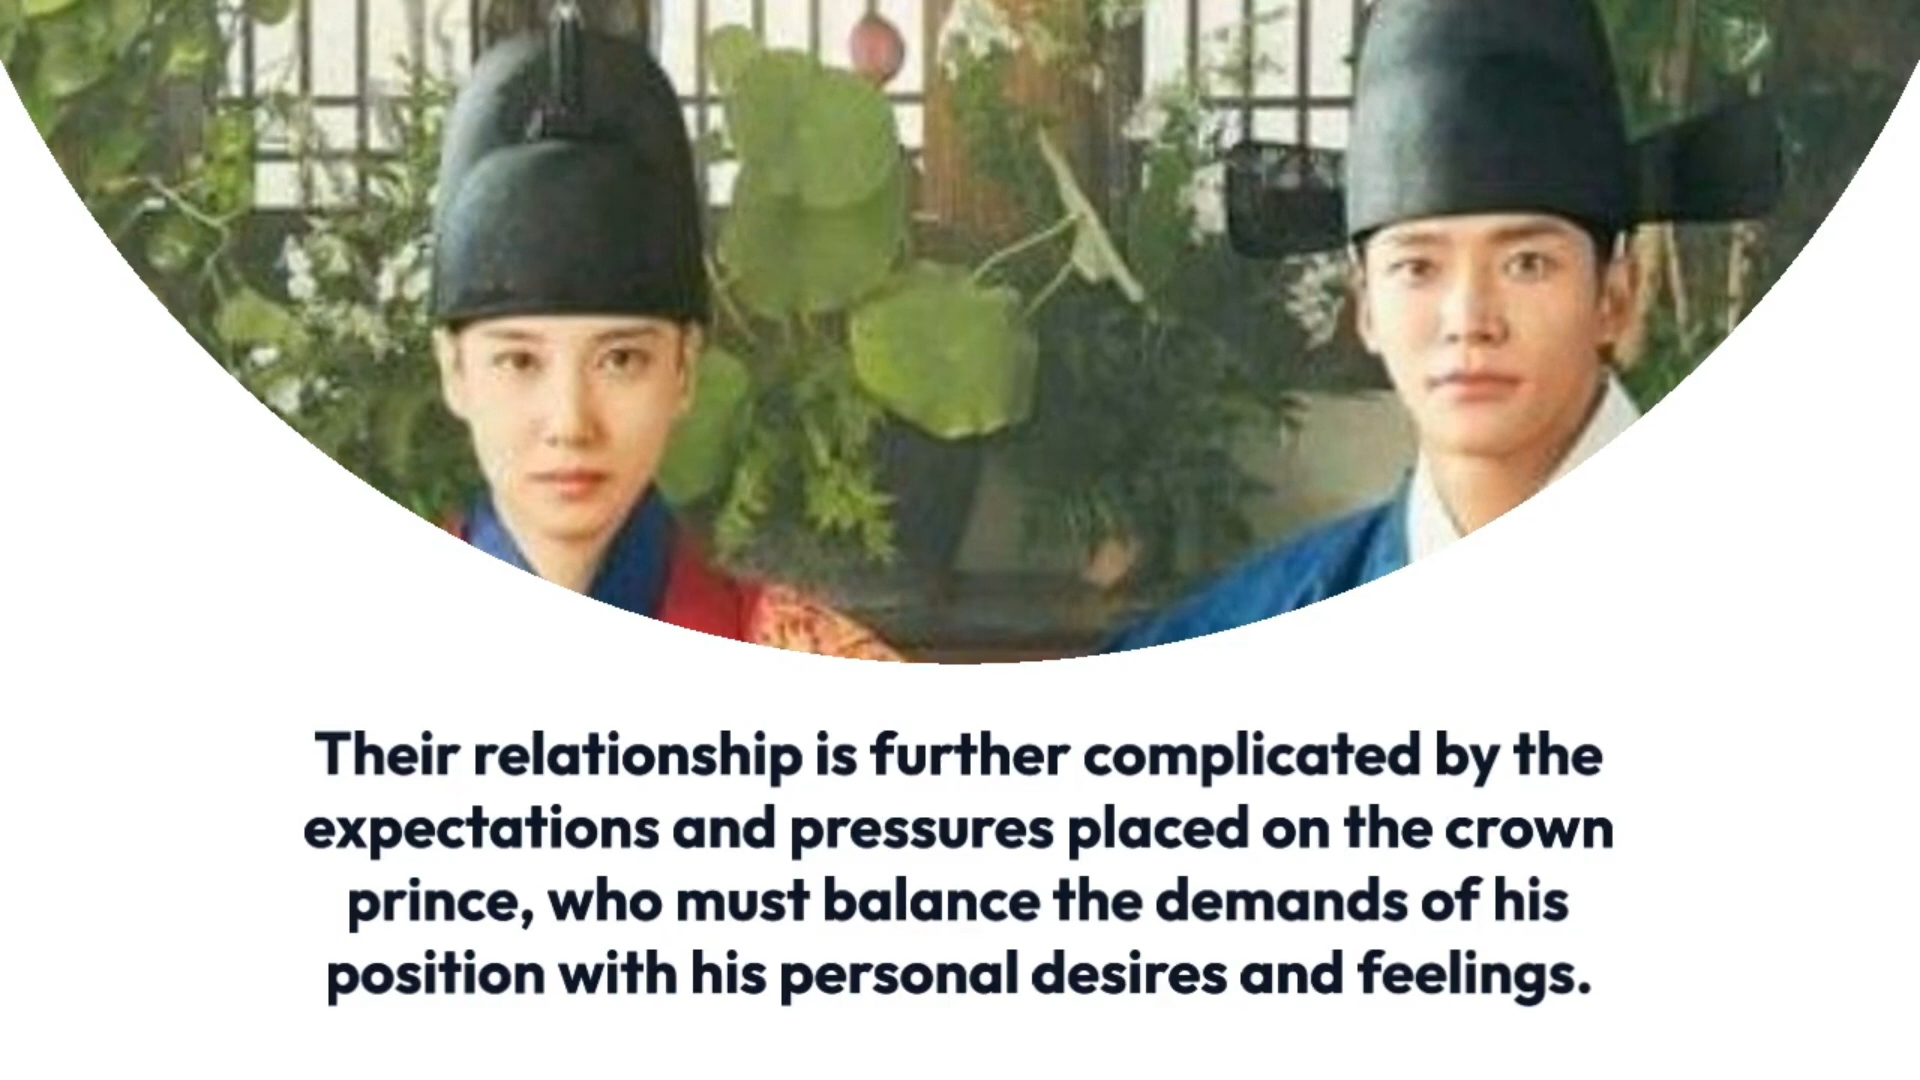 Their relationship is further complicated by the
expectations and pressures placed on the crown
prince, who must balance the demands of his
position with his personal desires and feelings.